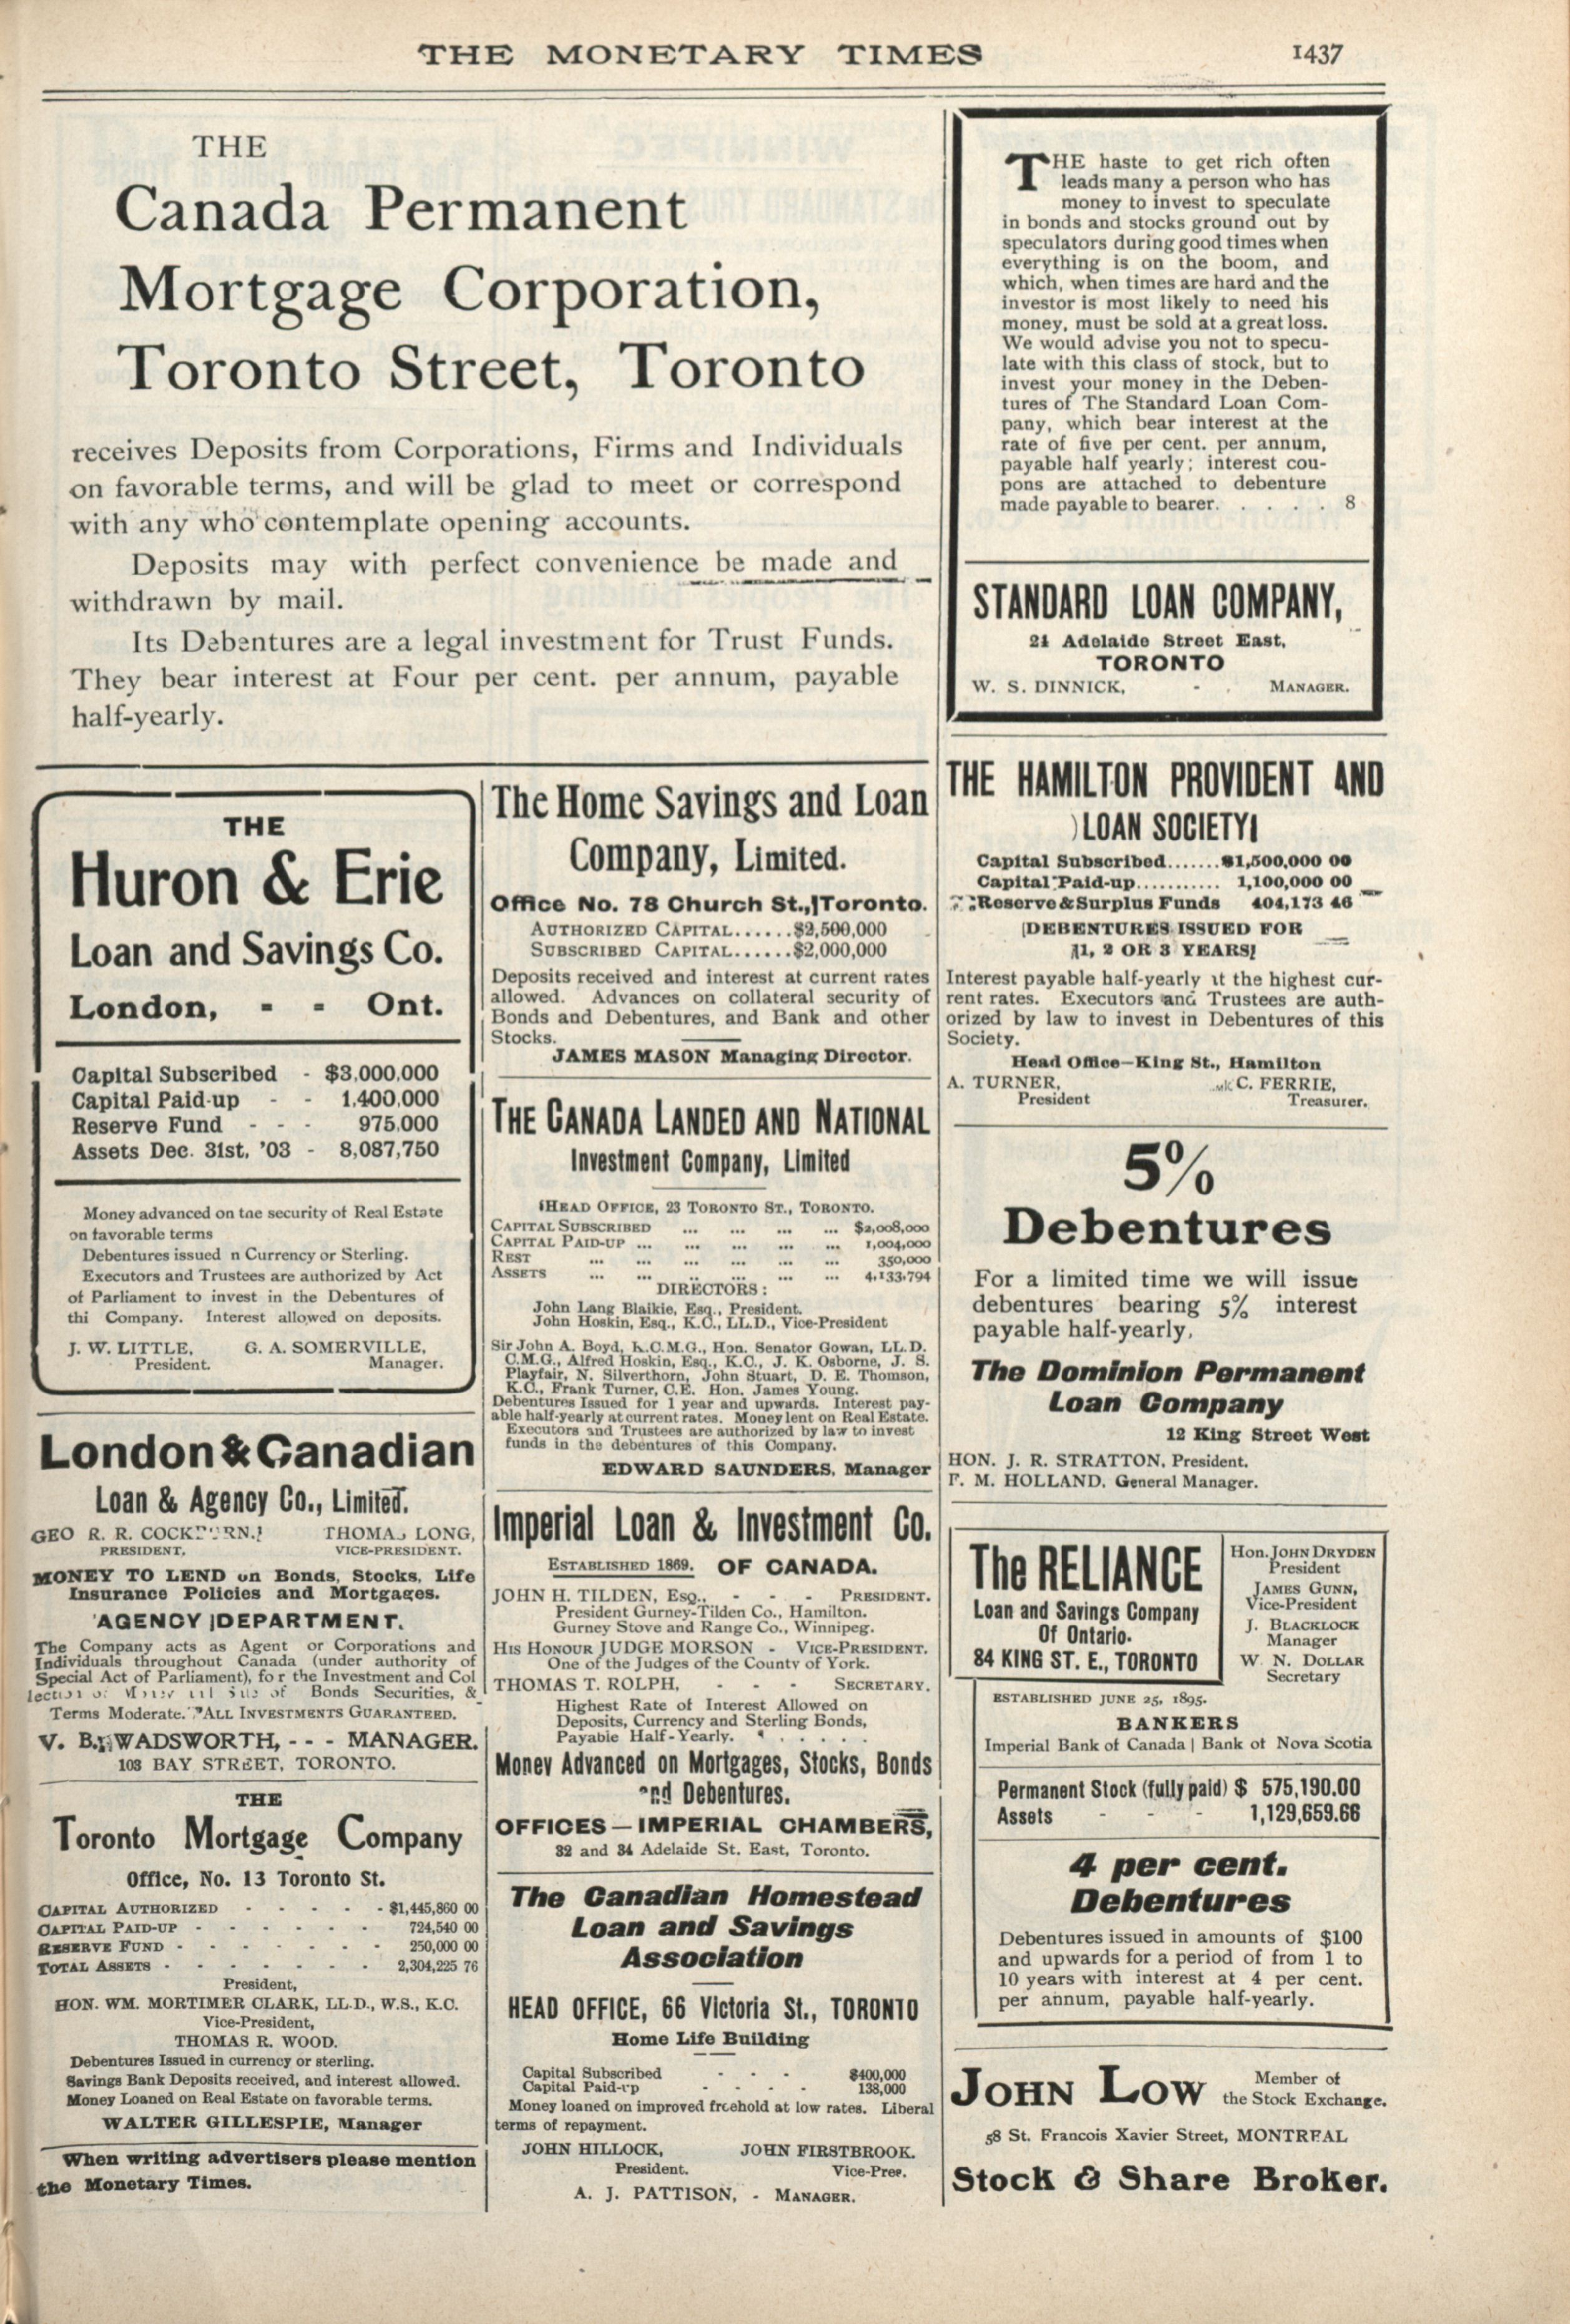 THE MONETARY TIMES
1437
THE
Canada Permanent
Mortgage Corporation,
Toronto Street, Toronto
receives Deposits from Corporations, Firms and Individuals
on favorable terms, and will be glad to meet or correspond
with any who contemplate opening accounts.
Deposits may with perfect convenience be made and
withdrawn by mail.
Its Debentures are a legal investment for Trust Funds.
They bear interest at Four per cent. per annum, payable
half-yearly.
THE haste to get rich often
leads many a person who has
money to invest to speculate
in bonds and stocks ground out by
speculators during good times when
everything is on the boom, and
which, when times are hard and the
investor is most likely to need his
money, must be sold at a great loss.
We would advise you not to specu-
late with this class of stock, but to
invest your money in the Deben-
tures of The Standard Loan Com-
pany, which bear interest at the
rate of five per cent. per annum,
payable half yearly; interest cou-
pons are attached to debenture
made payable to bearer. . . . . . 8
STANDARD LOAN COMPANY,
24 Adelaide Street East,
TORONTO
W. S. DINNICK, - . MANAGER.
THE
Huron & Erie
Loan and Savings Co.
London, - - Ont.
Capital Subscribed - $3,000,000
Capital Paid-up - - 1,400,000
Reserve Fund - - - 975,000
Assets Dec. 31st, '03 - 8,087,750
Money advanced on the security of Real Estate
on favorable terms
Debentures issued n Currency or Sterling.
Executors and Trustees are authorized by Act
of Parliament to invest in the Debentures of
thi Company. Interest allowed on deposits.
J. W. LITTLE, G. A. SOMERVILLE,
President. Manager.
London & Canadian
Loan & Agency Co., Limited.
GEO R. R. THOMAS LONG,
PRESIDENT. VICE-PRESIDENT.
MONEY TO LEND on Bonds, Stocks, Life
Insurance Policies and Mortgages.
AGENCY DEPARTMENT.
The Company acts as Agent or Corporations and
Individuals throughout Canada (under authority of
Special Act of Parliament), for the Investment and Col
of Bonds Securities, &
Terms Moderate. ALL INVESTMENTS GUARANTEED.
V. B. WADSWORTH, - - - MANAGER.
103 BAY STREET, TORONTO.
THE
Toronto Mortgage Company
Office, No. 13 Toronto St.
CAPITAL AUTHORIZED - - - - - $1,445,860 00
CAPITAL PAID-UP - - - - - - 724,540 00
RESERVE FUND - - - - - - - 250,000 00
TOTAL ASSETS - - - - - - - 2,304,225 76
President,
HON. WM. MORTIMER CLARK, LL.D., W.S., K.C.
Vice-President,
THOMAS R. WOOD.
Debentures Issued in currency or sterling.
Savings Bank Deposits received, and interest allowed.
Money Loaned on Real Estate on favorable terms.
WALTER GILLESPIE, Manager
When writing advertisers please mention
the Monetary Times.
The Home Savings and Loan
Company, Limited.
Office No. 78 Church St., Toronto.
AUTHORIZED CAPITAL......$2,500,000
SUBSCRIBED CAPITAL......$2,000,000
Deposits received and interest at current rates
allowed. Advances on collateral security of
Bonds and Debentures, and Bank and other
Stocks.
JAMES MASON Managing Director.
THE CANADA LANDED AND NATIONAL
Investment Company, Limited
HEAD OFFICE, 23 TORONTO ST., TORONTO.
CAPITAL SUBSCRIBED ... ... ... ... $2,008,000
CAPITAL PAID-UP ... ... ... ... ... 1,004,000
REST ... ... ... ... ... ... 350,000
ASSETS ... ... ... ... ... ... 4,133,794
DIRECTORS:
John Lang Blaikie, Esq., President.
John Hoskin, Esq., K.C., LL.D., Vice-President
Sir John A. Boyd, K.C.M.G., Hon. Senator Gowan, LL.D.
C.M.G., Alfred Hoskin, Esq., K.C., J. K. Osborne, J. S.
Playfair, N. Silverthorn, John Stuart, D. E. Thomson,
K.C., Frank Turner, C.E. Hon. James Young.
Debentures Issued for 1 year and upwards. Interest pay-
able half-yearly at current rates. Money lent on Real Estate.
Executors and Trustees are authorized by law to invest
funds in the debentures of this Company.
EDWARD SAUNDERS, Manager
Imperial Loan & Investment Co.
ESTABLISHED 1869. OF CANADA.
JOHN H. TILDEN, Esq., - - - PRESIDENT.
President Gurney-Tilden Co., Hamilton.
Gurney Stove and Range Co., Winnipeg.
HIS HONOUR JUDGE MORSON - VICE-PRESIDENT.
One of the Judges of the County of York.
THOMAS T. ROLPH, - - - SECRETARY.
Highest Rate of Interest Allowed on
Deposits, Currency and Sterling Bonds,
Payable Half-Yearly. . . . . .
Money Advanced on Mortgages, Stocks, Bonds
and Debentures.
OFFICES—IMPERIAL CHAMBERS,
32 and 34 Adelaide St. East, Toronto.
The Canadian Homestead
Loan and Savings
Association
HEAD OFFICE, 66 Victoria St., TORONTO
Home Life Building
Capital Subscribed - - - $400,000
Capital Paid-up - - - - 138,000
Money loaned on improved freehold at low rates. Liberal
terms of repayment.
JOHN HILLOCK, JOHN FIRSTBROOK.
President. Vice-Pres.
A. J. PATTISON, - MANAGER.
THE HAMILTON PROVIDENT AND
LOAN SOCIETY
Capital Subscribed.......$1,500,000 00
Capital Paid-up........... 1,100,000 00
Reserve & Surplus Funds 404,173 46
DEBENTURES ISSUED FOR
1, 2 OR 3 YEARS
Interest payable half-yearly at the highest cur-
rent rates. Executors and Trustees are auth-
orized by law to invest in Debentures of this
Society.
Head Office—King St., Hamilton
A. TURNER, C. FERRIE,
President Treasurer.
5%
Debentures
For a limited time we will issue
debentures bearing 5% interest
payable half-yearly.
The Dominion Permanent
Loan Company
12 King Street West
HON. J. R. STRATTON, President.
F. M. HOLLAND, General Manager.
The RELIANCE
Loan and Savings Company
Of Ontario.
84 KING ST. E., TORONTO
Hon. JOHN DRYDEN
President
JAMES GUNN,
Vice-President
J. BLACKLOCK
Manager
W. N. DOLLAR
Secretary
ESTABLISHED JUNE 25, 1895.
BANKERS
Imperial Bank of Canada | Bank of Nova Scotia
Permanent Stock (fully paid) $ 575,190.00
Assets - - - 1,129,659.66
4 per cent.
Debentures
Debentures issued in amounts of $100
and upwards for a period of from 1 to
10 years with interest at 4 per cent.
per annum, payable half-yearly.
JOHN LOW Member of
the Stock Exchange.
58 St. Francois Xavier Street, MONTREAL
Stock & Share Broker.